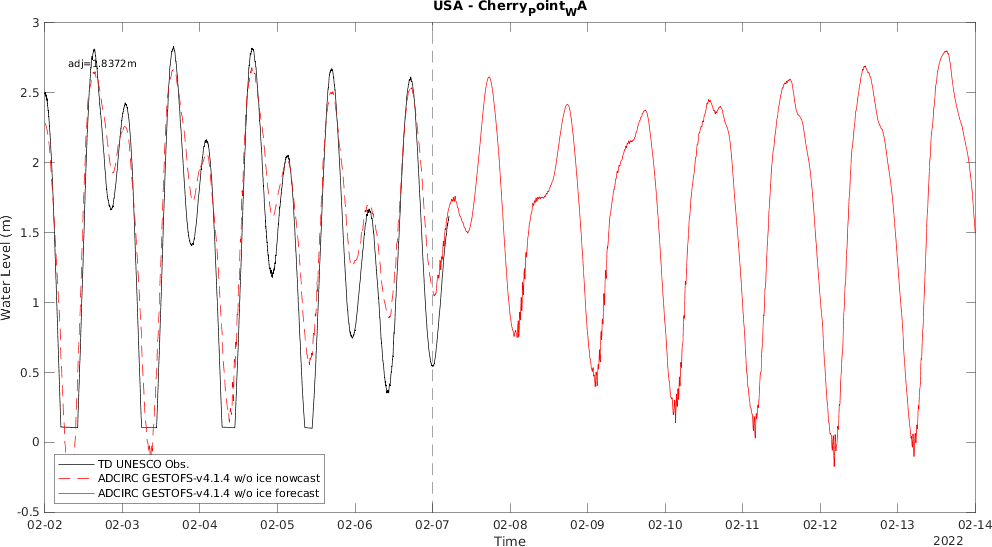 USA - CherryPointWA
adj=1.8372m
3
2.5
2
1.5
1
0.5
0
-0.5
Water Level (m)
TD UNESCO Obs.
ADCIRC GESTOFS-v4.1.4 w/o ice nowcast
ADCIRC GESTOFS-v4.1.4 w/o ice forecast
02-02 02-03 02-04 02-05 02-06 02-07 02-08 02-09 02-10 02-11 02-12 02-13 02-14
Time
2022